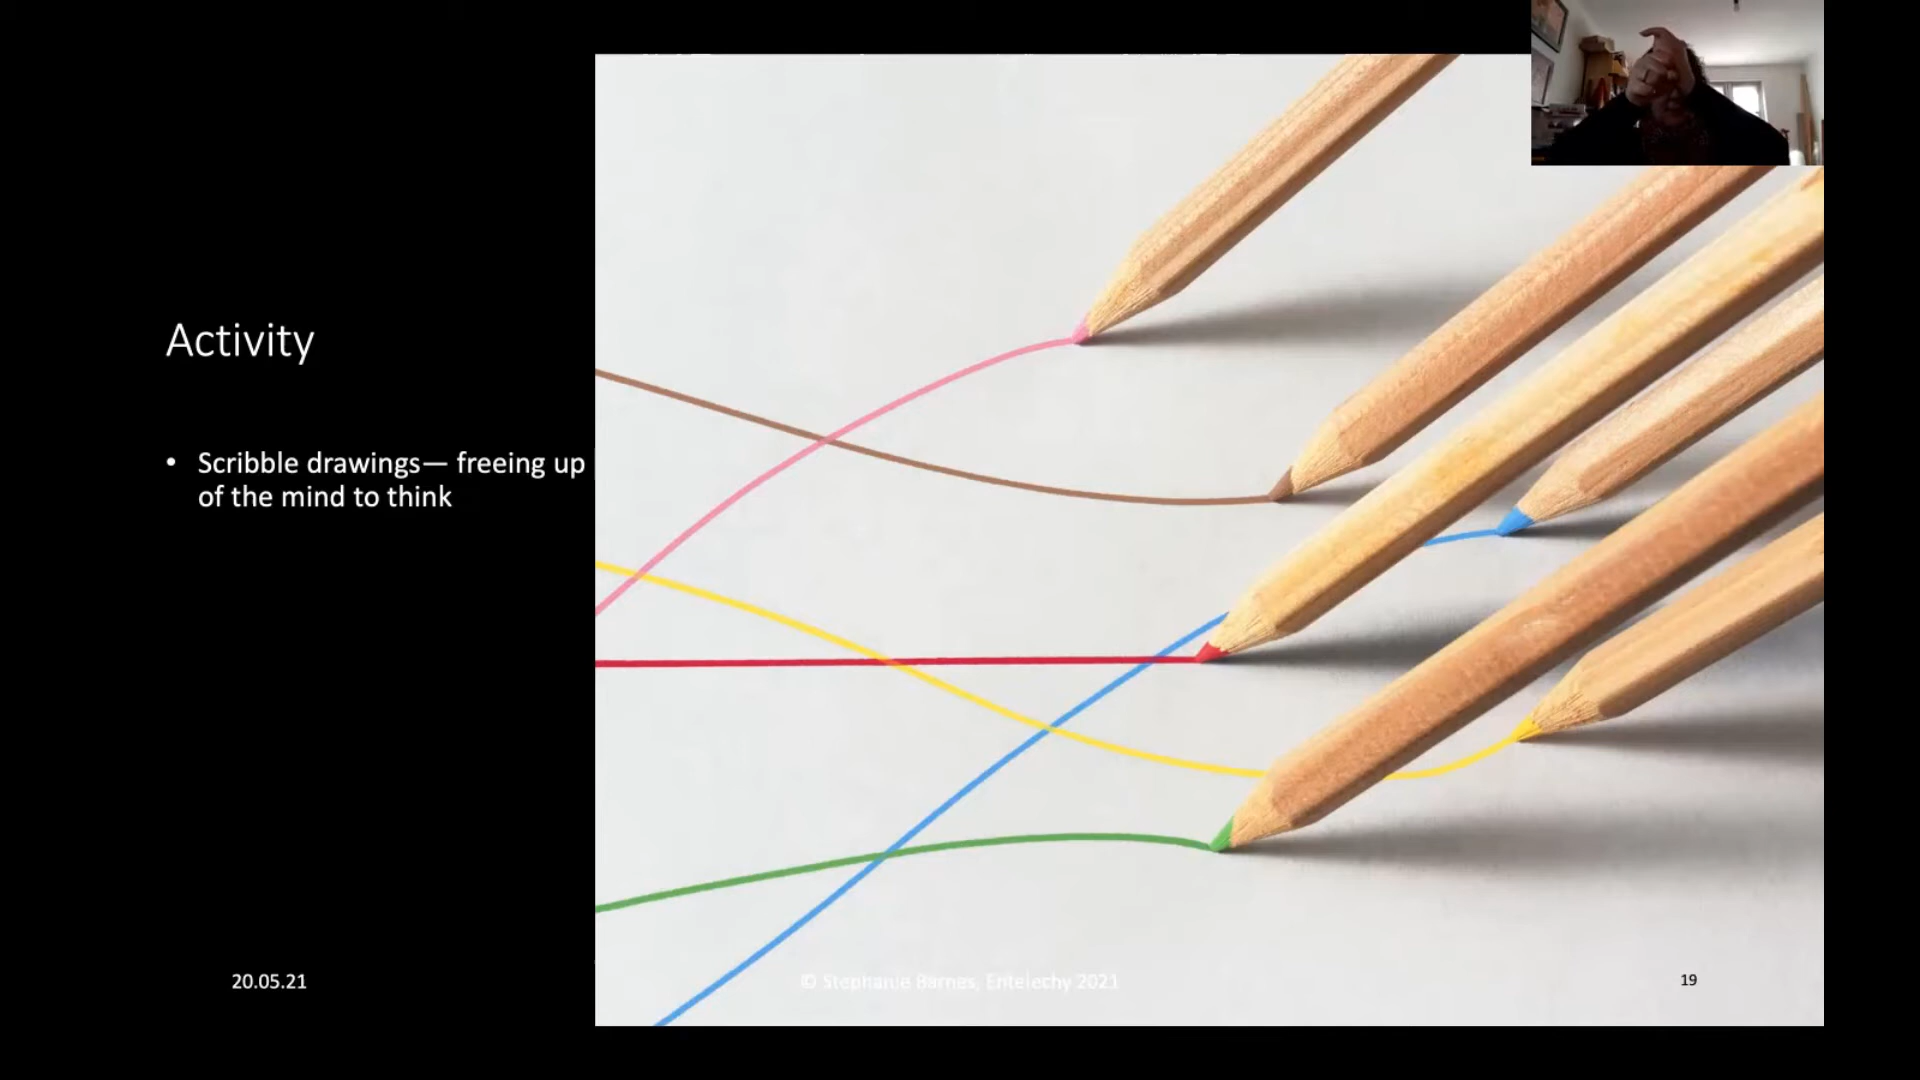 Activity
• Scribble drawings— freeing up
of the mind to think
20.05.21
© Stephanie Barnes, Entelechy 2021
19